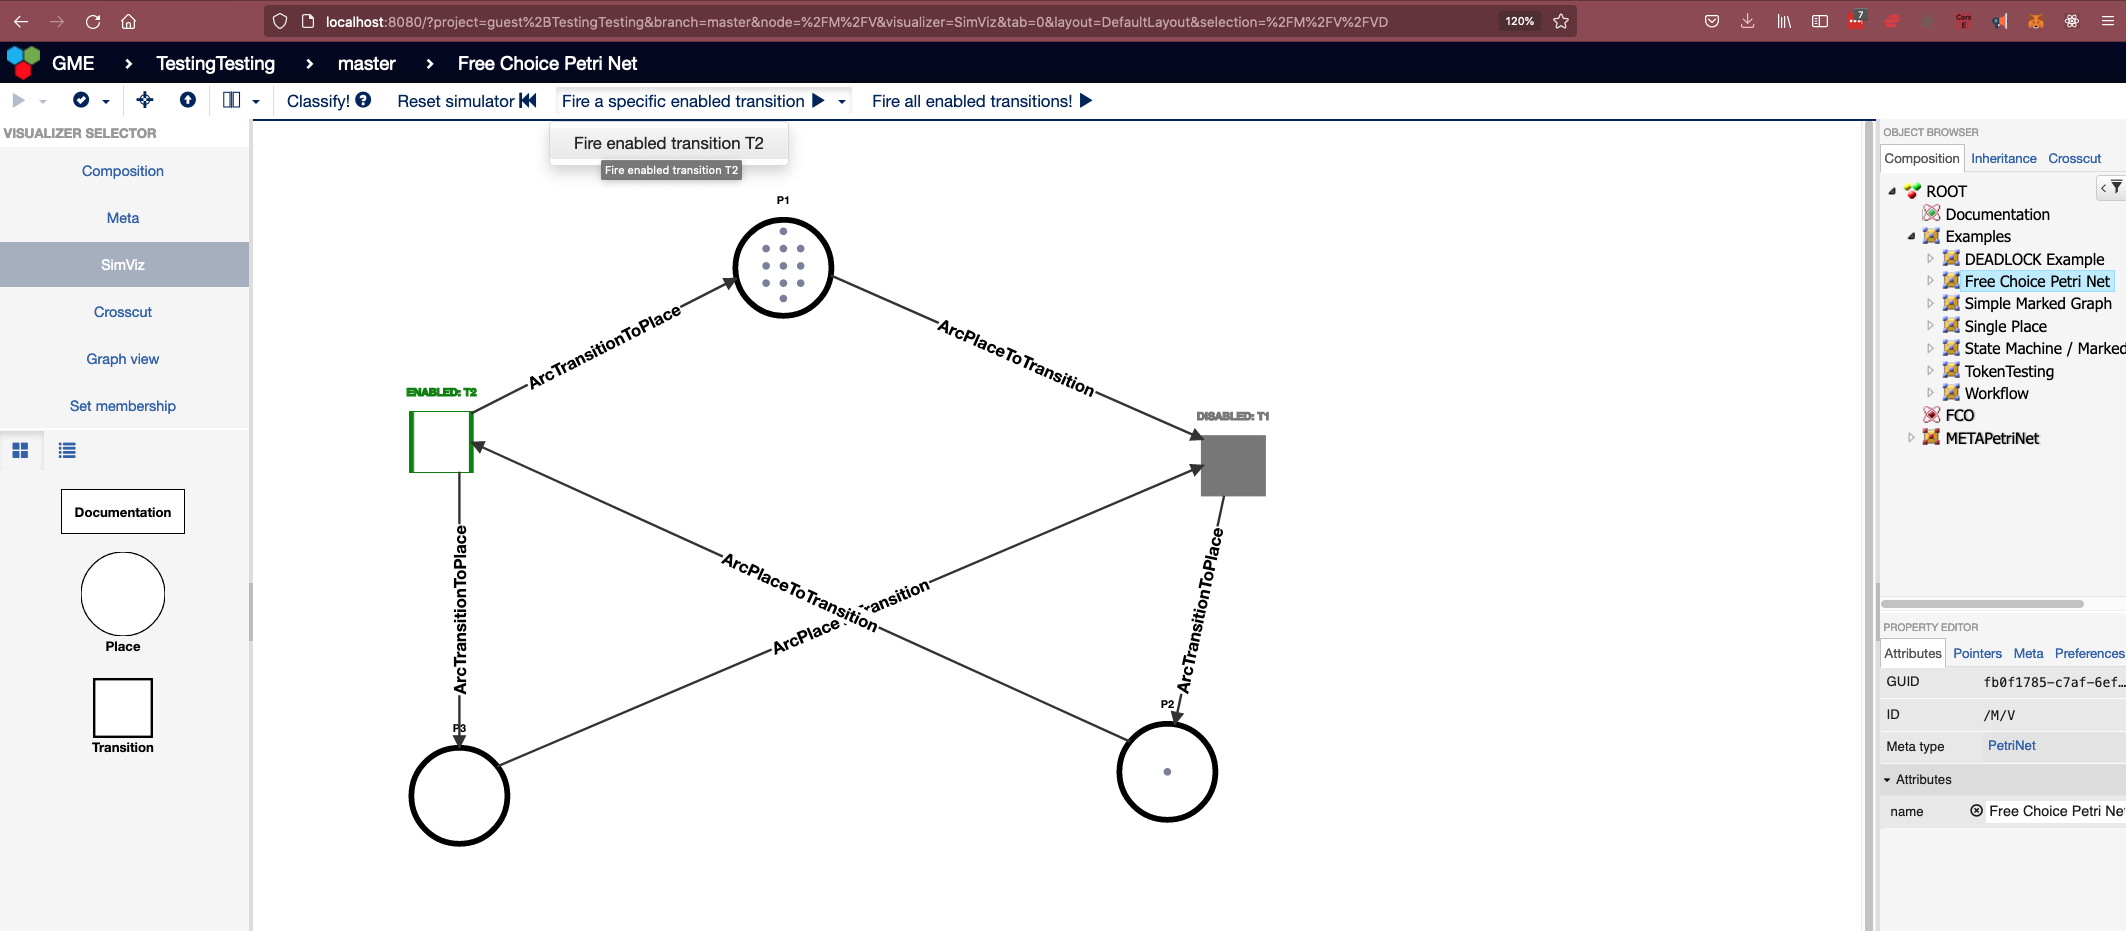 localhost:8080/?project=guest%2BTestingTesting&branch=master&node=%2FM%2FV&visualizer=SimViz&tab=0&layout=DefaultLayout&selection=%2FM%2FV%2FVD
120%
7
Core
E
GME > TestingTesting > master > Free Choice Petri Net
Classify! Reset simulator Fire a specific enabled transition Fire all enabled transitions!
Fire enabled transition T2
Fire enabled transition T2
VISUALIZER SELECTOR
Composition
Meta
SimViz
Crosscut
Graph view
Set membership
Documentation
Place
Transition
P1
ArcTransitionToPlace
ArcPlaceToTransition
ENABLED: T2
DISABLED: T1
ArcTransitionToPlace
ArcPlaceToTransition
ArcPlace ransition
ArcTransitionToPlace
P3
P2
OBJECT BROWSER
Composition Inheritance Crosscut
ROOT
Documentation
Examples
DEADLOCK Example
Free Choice Petri Net
Simple Marked Graph
Single Place
State Machine / Marked
TokenTesting
Workflow
FCO
METAPetriNet
PROPERTY EDITOR
Attributes Pointers Meta Preferences
GUID fb0f1785-c7af-6ef...
ID /M/V
Meta type PetriNet
Attributes
name Free Choice Petri Ne